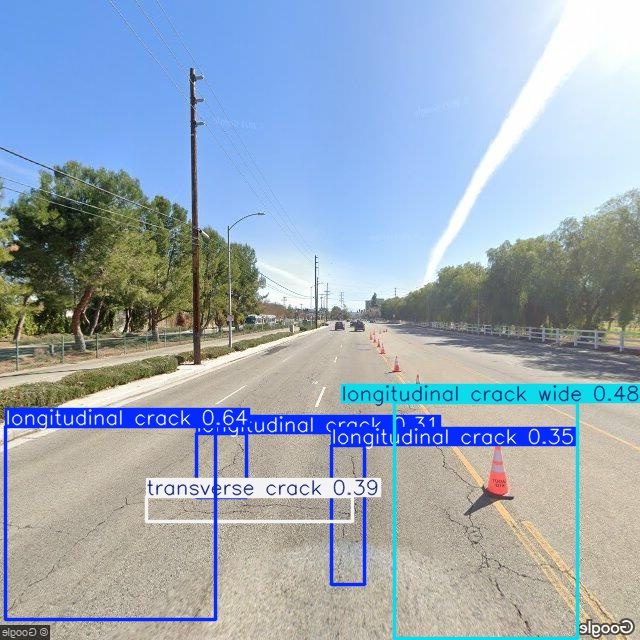 longitudinal crack wide 0.48
longitudinal crack 0.64
longitudinal crack 0.31
longitudinal crack 0.35
transverse crack 0.39
© Google
Google